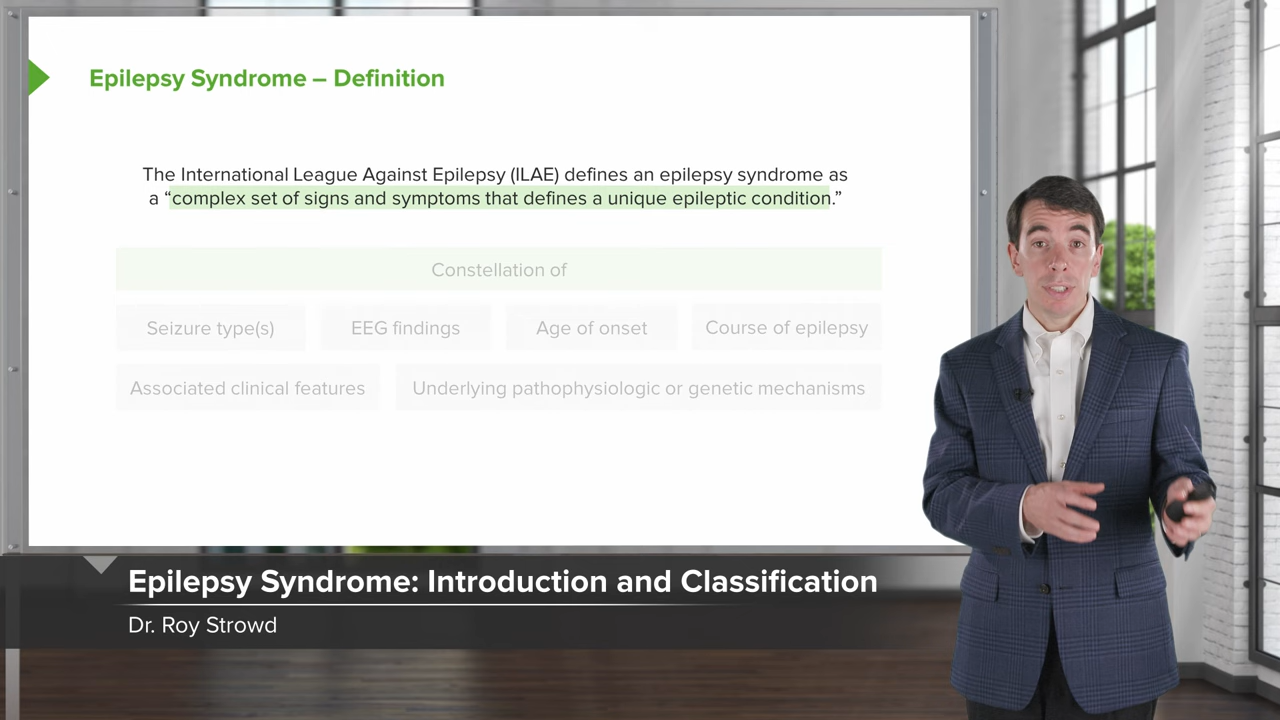 Epilepsy Syndrome – Definition
The International League Against Epilepsy (ILAE) defines an epilepsy syndrome as
a “complex set of signs and symptoms that defines a unique epileptic condition.”
Constellation of
Seizure type(s)
EEG findings
Age of onset
Course of epilepsy
Associated clinical features
Underlying pathophysiologic or genetic mechanisms
Epilepsy Syndrome: Introduction and Classification
Dr. Roy Strowd